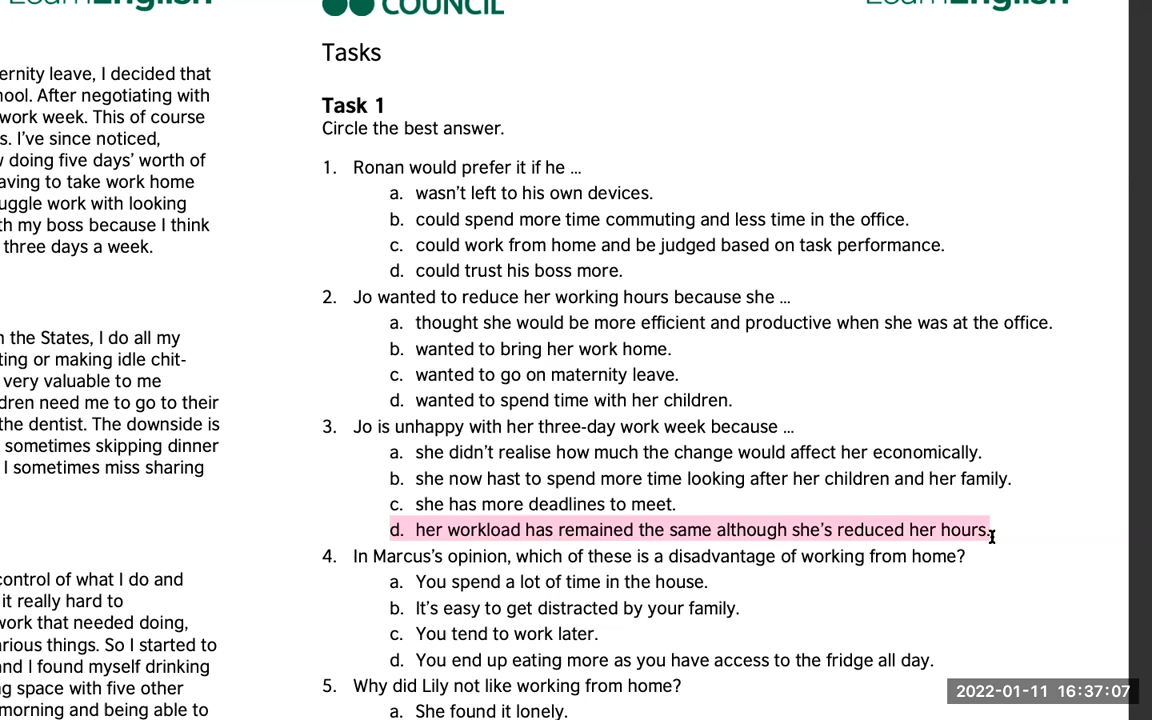 LearnEnglish
COUNCIL
LearnEnglish
ernity leave, I decided that
nool. After negotiating with
work week. This of course
s. I've since noticed,
doing five days' worth of
aving to take work home
uggle work with looking
th my boss because I think
three days a week.
n the States, I do all my
ting or making idle chit-
very valuable to me
dren need me to go to their
the dentist. The downside is
sometimes skipping dinner
I sometimes miss sharing
control of what I do and
it really hard to
work that needed doing,
arious things. So I started to
and I found myself drinking
g space with five other
morning and being able to
Tasks
Task 1
Circle the best answer.
1. Ronan would prefer it if he ...
a. wasn't left to his own devices.
b. could spend more time commuting and less time in the office.
c. could work from home and be judged based on task performance.
d. could trust his boss more.
2. Jo wanted to reduce her working hours because she ...
a. thought she would be more efficient and productive when she was at the office.
b. wanted to bring her work home.
c. wanted to go on maternity leave.
d. wanted to spend time with her children.
3. Jo is unhappy with her three-day work week because ...
a. she didn't realise how much the change would affect her economically.
b. she now hast to spend more time looking after her children and her family.
c. she has more deadlines to meet.
d. her workload has remained the same although she's reduced her hours.
4. In Marcus's opinion, which of these is a disadvantage of working from home?
a. You spend a lot of time in the house.
b. It's easy to get distracted by your family.
c. You tend to work later.
d. You end up eating more as you have access to the fridge all day.
5. Why did Lily not like working from home?
a. She found it lonely.
2022-01-11 16:37:07